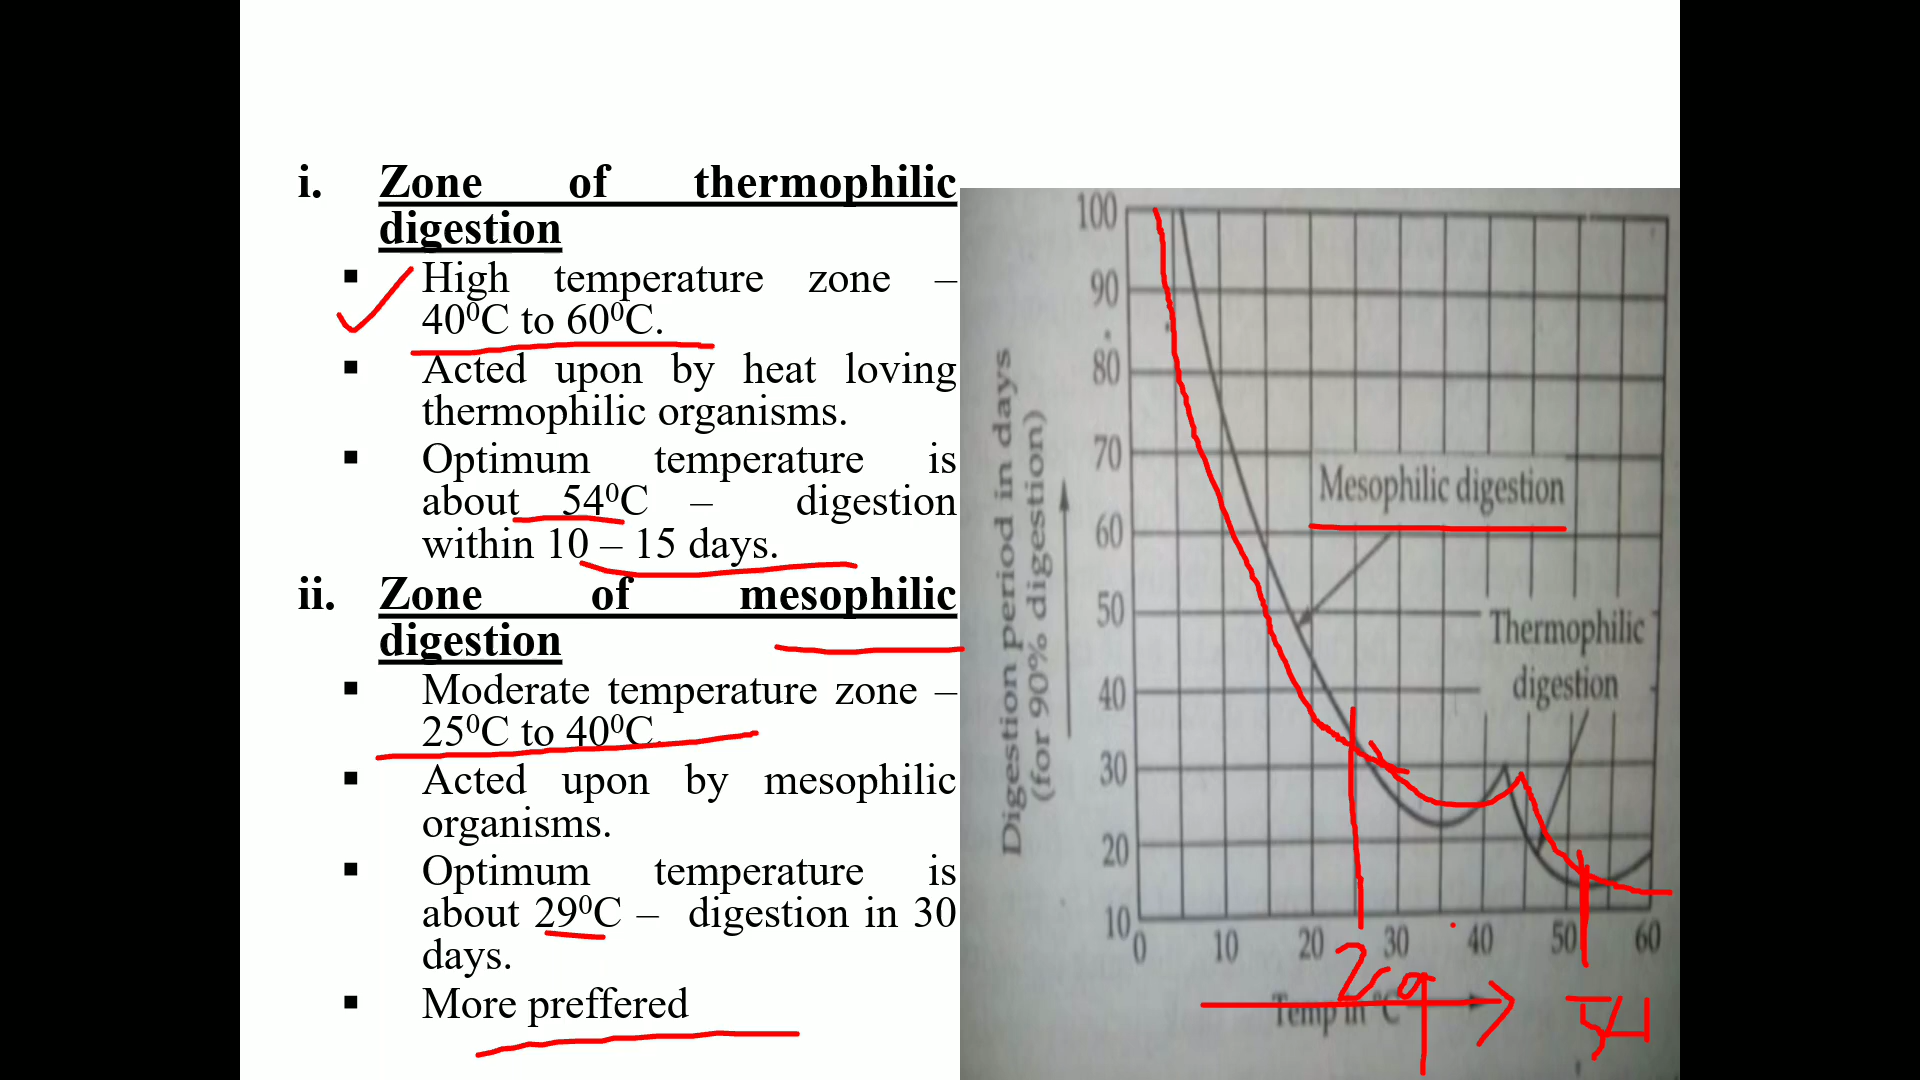 i. Zone of thermophilic
digestion
▪ High temperature zone –
40⁰C to 60⁰C.
▪ Acted upon by heat loving
thermophilic organisms.
▪ Optimum temperature is
about 54⁰C – digestion
within 10 – 15 days.
ii. Zone of mesophilic
digestion
▪ Moderate temperature zone –
25⁰C to 40⁰C.
▪ Acted upon by mesophilic
organisms.
▪ Optimum temperature is
about 29⁰C – digestion in 30
days.
▪ More preffered
Digestion period in days
(for 90% digestion)
100
90
80
70
60
50
40
30
20
10
Mesophilic digestion
Thermophilic
digestion
0 10 20 30 40 50 60
Temp in °C
54